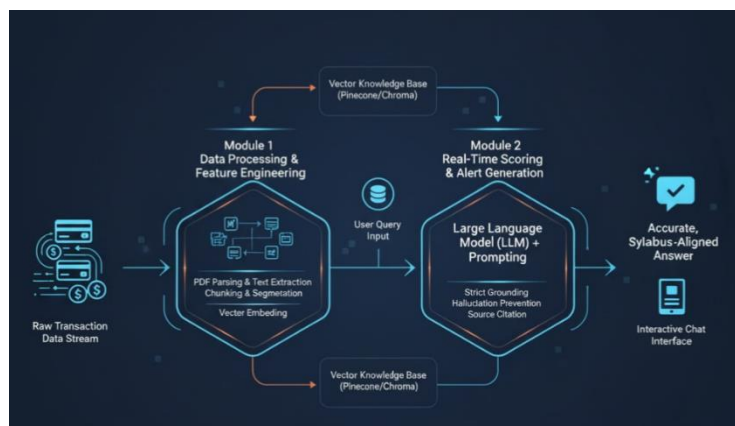 Vector Knowledge Base
(Pinecone/Chroma)
Module 1
Data Processing &
Feature Engineering
Module 2
Real-Time Scoring
& Alert Generation
User Query
Input
PDF Parsing & Text Extraction
Chunking & Segmetation
Vecter Embeding
Large Language
Model (LLM) +
Prompting
Strict Grounding
Halluclation Prevention
Source Citation
Raw Transaction
Data Stream
Accurate,
Sylabus-Aligned
Answer
Interactive Chat
Interface
Vector Knowledge Base
(Pinecone/Chroma)